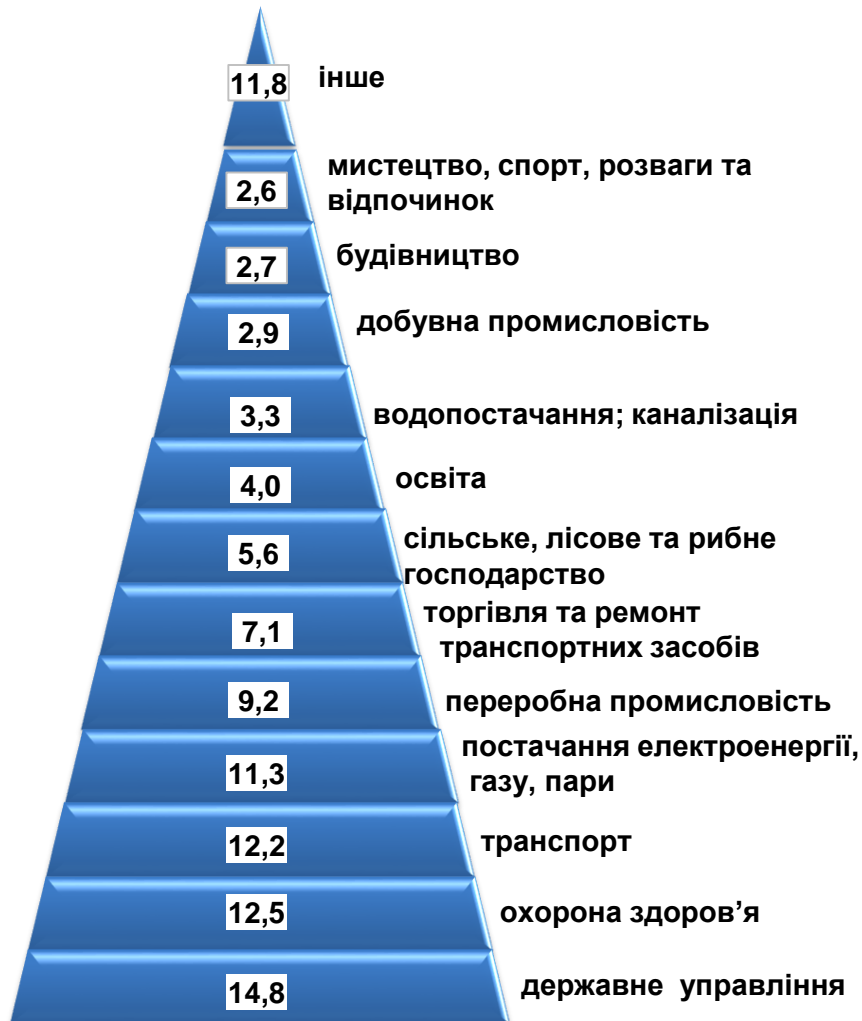 11,8 інше
2,6 мистецтво, спорт, розваги та
відпочинок
2,7 будівництво
2,9 добувна промисловість
3,3 водопостачання; каналізація
4,0 освіта
5,6 сільське, лісове та рибне
господарство
7,1 торгівля та ремонт
транспортних засобів
9,2 переробна промисловість
11,3 постачання електроенергії,
газу, пари
12,2 транспорт
12,5 охорона здоров’я
14,8 державне управління